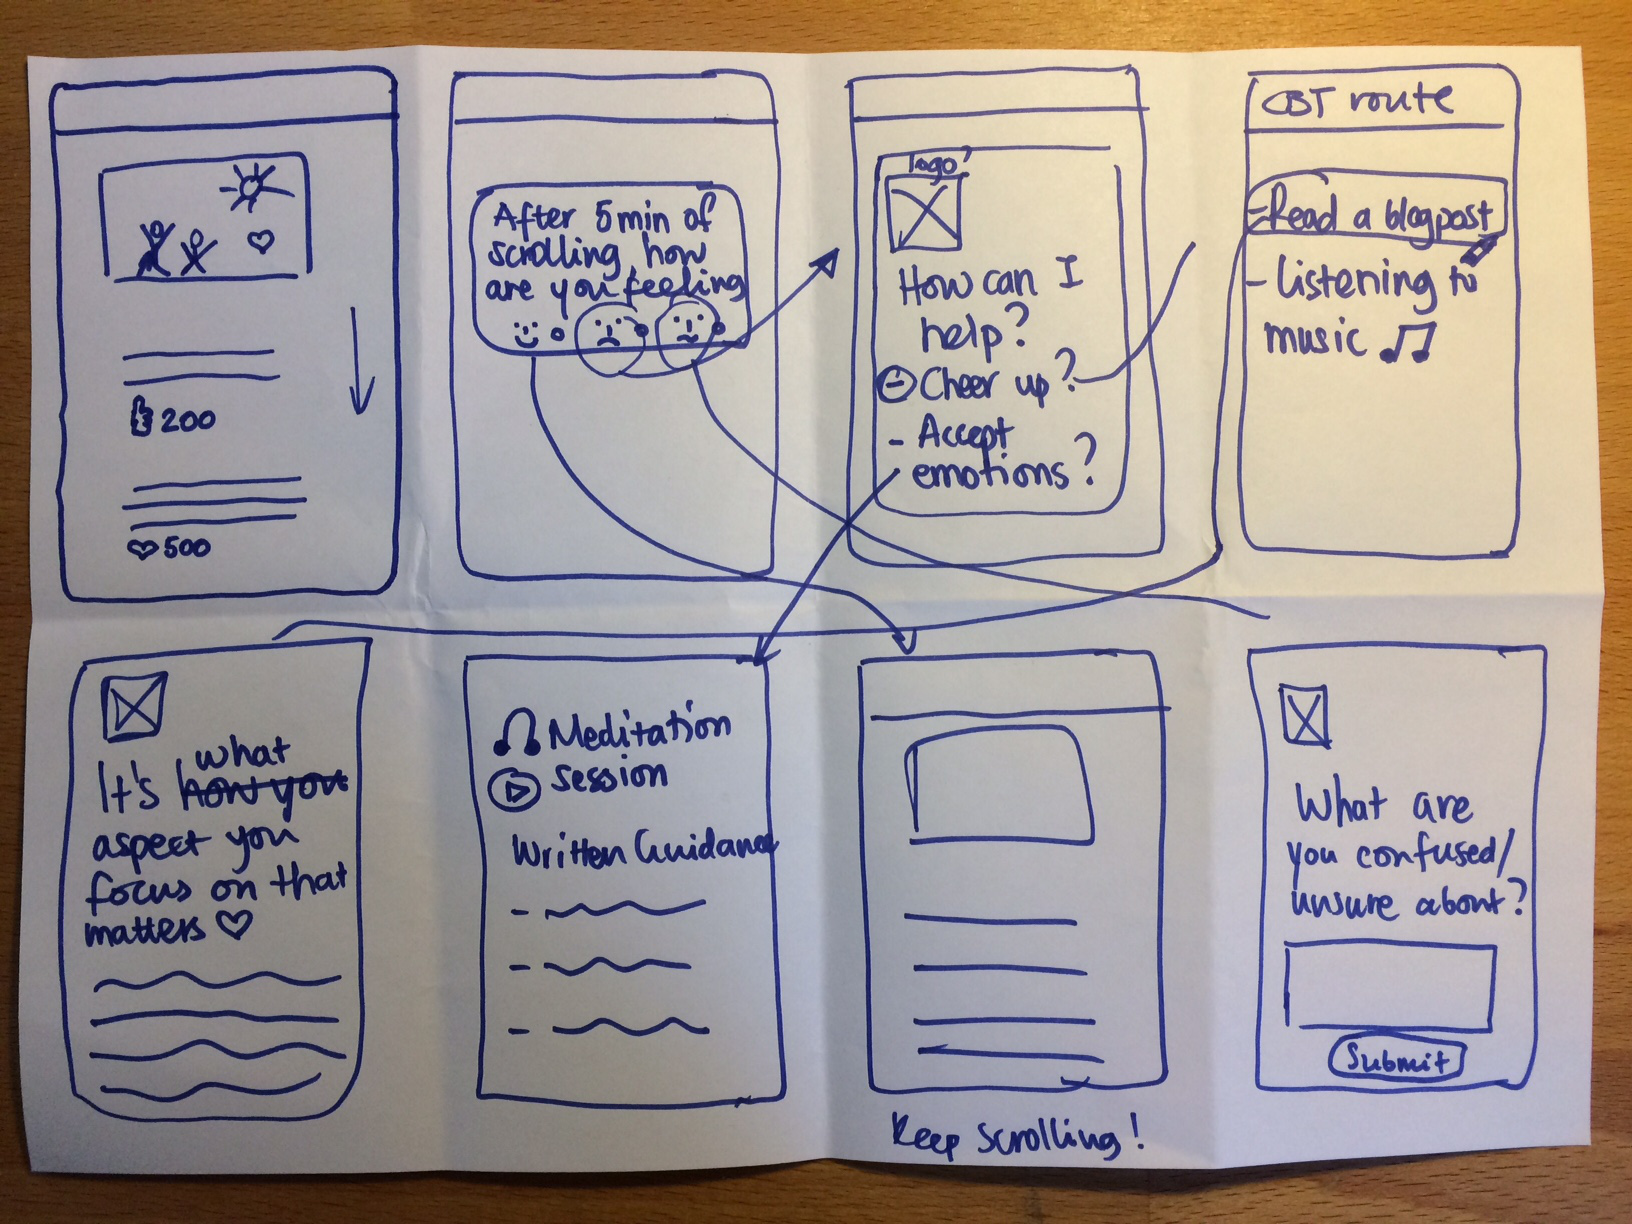 200
500
After 5min of
scrolling, how
are you feeling
logo
How can I
help?
Cheer up?
- Accept
emotions?
CBT route
- Read a blogpost
- listening to
music
what
It's how you
aspect you
focus on that
matters
Meditation
session
Written Guidance
Keep scrolling!
What are
you confused/
unsure about?
Submit